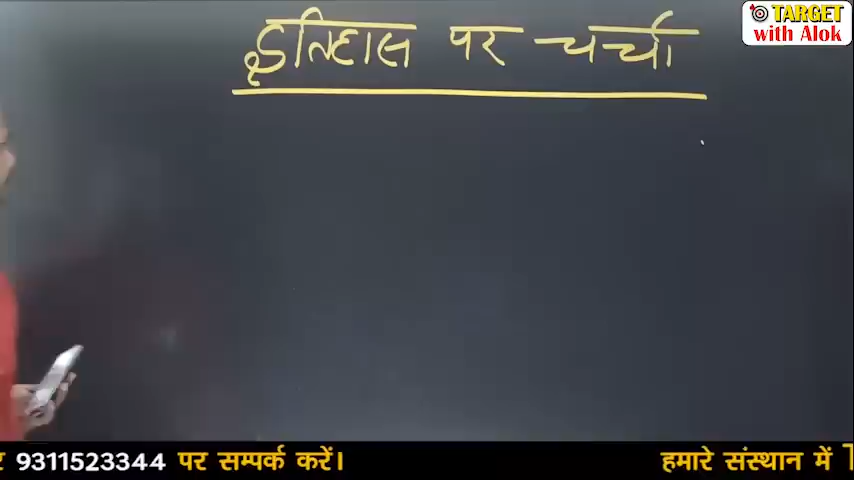 इतिहास पर चर्चा
TARGET
with Alok
9311523344 पर सम्पर्क करें।
हमारे संस्थान में